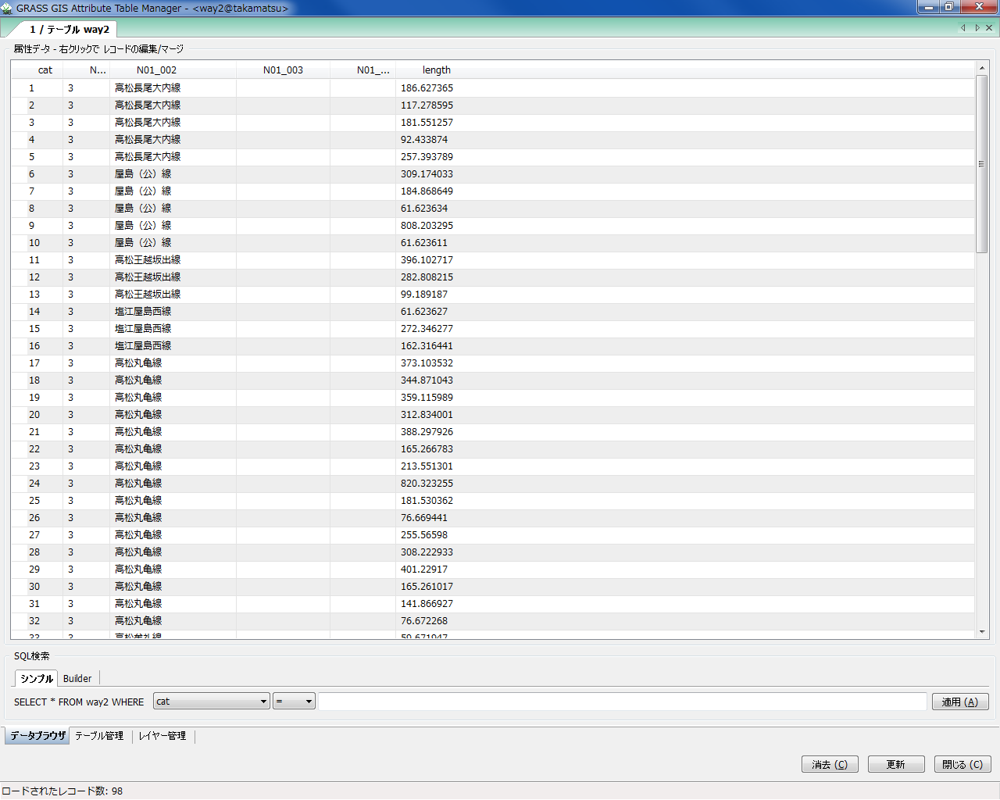 GRASS GIS Attribute Table Manager - <way2@takamatsu>
1 / テーブル way2
属性データ - 右クリックで レコードの編集/マージ
cat N... N01_002 N01_003 N01_... length
1 3 高松長尾大内線 186.627365
2 3 高松長尾大内線 117.278595
3 3 高松長尾大内線 181.551257
4 3 高松長尾大内線 92.433874
5 3 高松長尾大内線 257.393789
6 3 屋島（公）線 309.174033
7 3 屋島（公）線 184.868649
8 3 屋島（公）線 61.623634
9 3 屋島（公）線 808.203295
10 3 屋島（公）線 61.623611
11 3 高松王越坂出線 396.102717
12 3 高松王越坂出線 282.808215
13 3 高松王越坂出線 99.189187
14 3 塩江屋島西線 61.623627
15 3 塩江屋島西線 272.346277
16 3 塩江屋島西線 162.316441
17 3 高松丸亀線 373.103532
18 3 高松丸亀線 344.871043
19 3 高松丸亀線 359.115989
20 3 高松丸亀線 312.834001
21 3 高松丸亀線 388.297926
22 3 高松丸亀線 165.266783
23 3 高松丸亀線 213.551301
24 3 高松丸亀線 820.323255
25 3 高松丸亀線 181.530362
26 3 高松丸亀線 76.669441
27 3 高松丸亀線 255.56598
28 3 高松丸亀線 308.222933
29 3 高松丸亀線 401.22917
30 3 高松丸亀線 165.261017
31 3 高松丸亀線 141.866927
32 3 高松丸亀線 76.672268
33 3 高松牟礼線 59.671947
SQL検索
シンプル Builder
SELECT * FROM way2 WHERE cat = 適用 (A)
データブラウザ テーブル管理 レイヤー管理
消去 (C) 更新 閉じる (C)
ロードされたレコード数: 98